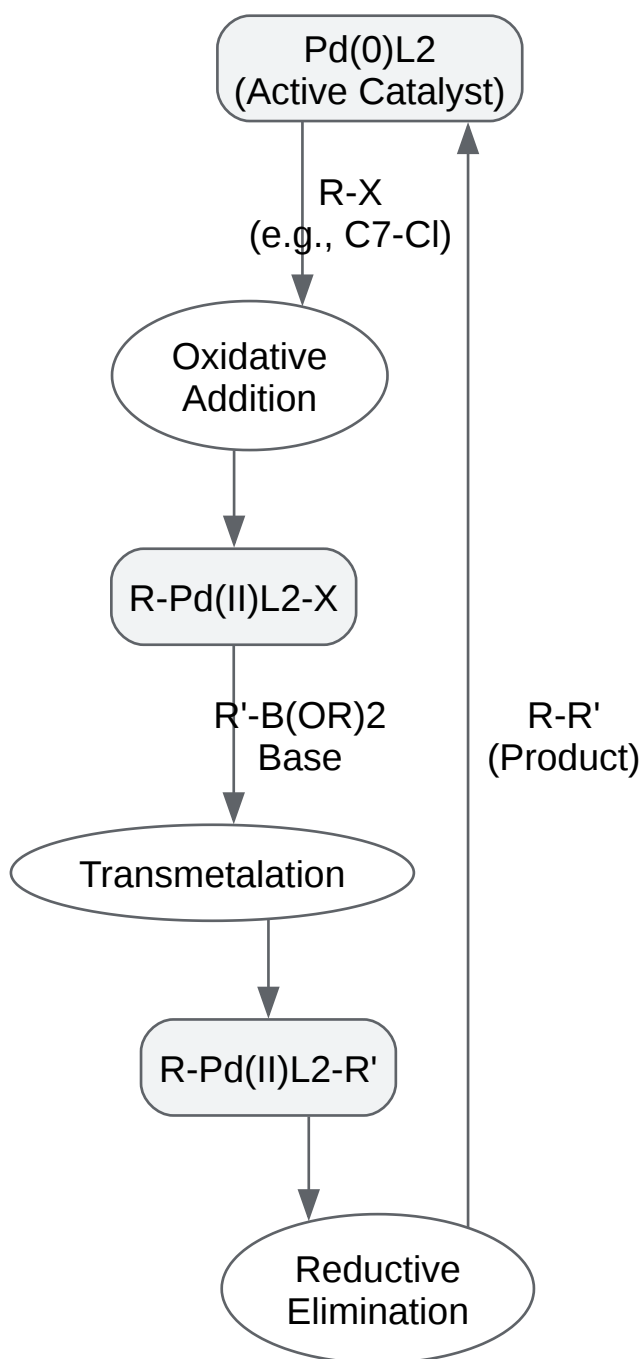 Pd(0)L2
(Active Catalyst)
R-X
(e.g., C7-Cl)
Oxidative
Addition
R-Pd(II)L2-X
R'-B(OR)2
Base
R-R'
(Product)
Transmetalation
R-Pd(II)L2-R'
Reductive
Elimination